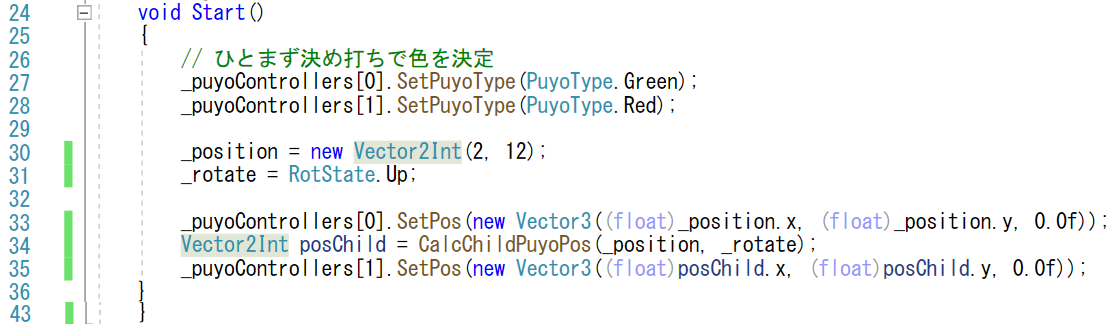 24 void Start()
25 {
26 // ひとまず決め打ちで色を決定
27 _puyoControllers[0].SetPuyoType(PuyoType.Green);
28 _puyoControllers[1].SetPuyoType(PuyoType.Red);
29
30 _position = new Vector2Int(2, 12);
31 _rotate = RotState.Up;
32
33 _puyoControllers[0].SetPos(new Vector3((float)_position.x, (float)_position.y, 0.0f));
34 Vector2Int posChild = CalcChildPuyoPos(_position, _rotate);
35 _puyoControllers[1].SetPos(new Vector3((float)posChild.x, (float)posChild.y, 0.0f));
36 }
43 }